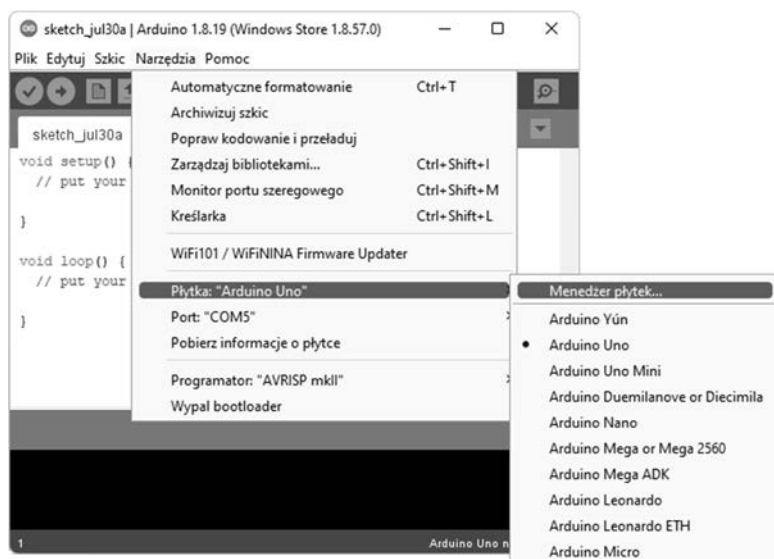 sketch_jul30a | Arduino 1.8.19 (Windows Store 1.8.57.0)
Plik Edytuj Szkic Narzędzia Pomoc
sketch_jul30a
void setup() {
// put your
}
void loop() {
// put your
}
Automatyczne formatowanie Ctrl+T
Archiwizuj szkic
Popraw kodowanie i przeładuj
Zarządzaj bibliotekami... Ctrl+Shift+I
Monitor portu szeregowego Ctrl+Shift+M
Kreślarka Ctrl+Shift+L
WiFi101 / WiFiNINA Firmware Updater
Płytka: "Arduino Uno"
Port: "COM5"
Pobierz informacje o płytce
Programator: "AVRISP mkII"
Wypal bootloader
Menedżer płytek...
Arduino Yún
Arduino Uno
Arduino Uno Mini
Arduino Duemilanove or Diecimila
Arduino Nano
Arduino Mega or Mega 2560
Arduino Mega ADK
Arduino Leonardo
Arduino Leonardo ETH
Arduino Micro
1 Arduino Uno n